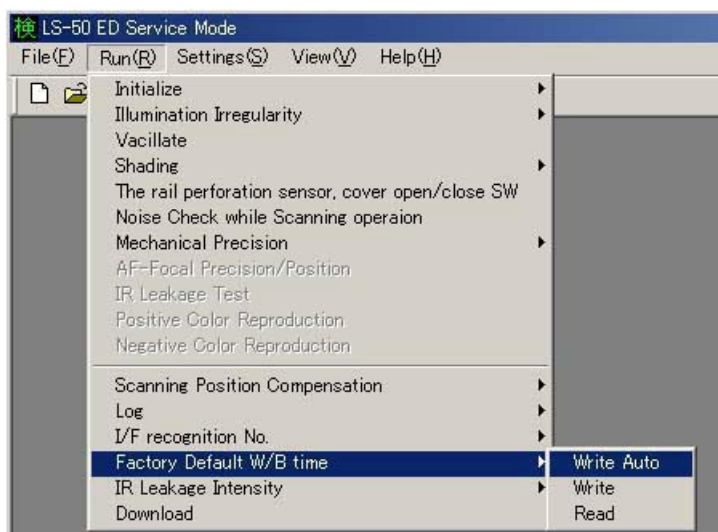 検 LS-50 ED Service Mode
File(F) Run(R) Settings(S) View(V) Help(H)
Initialize
Illumination Irregularity
Vacillate
Shading
The rail perforation sensor, cover open/close SW
Noise Check while Scanning operaion
Mechanical Precision
AF-Focal Precision/Position
IR Leakage Test
Positive Color Reproduction
Negative Color Reproduction
Scanning Position Compensation
Log
I/F recognition No.
Factory Default W/B time Write Auto
IR Leakage Intensity Write
Download Read